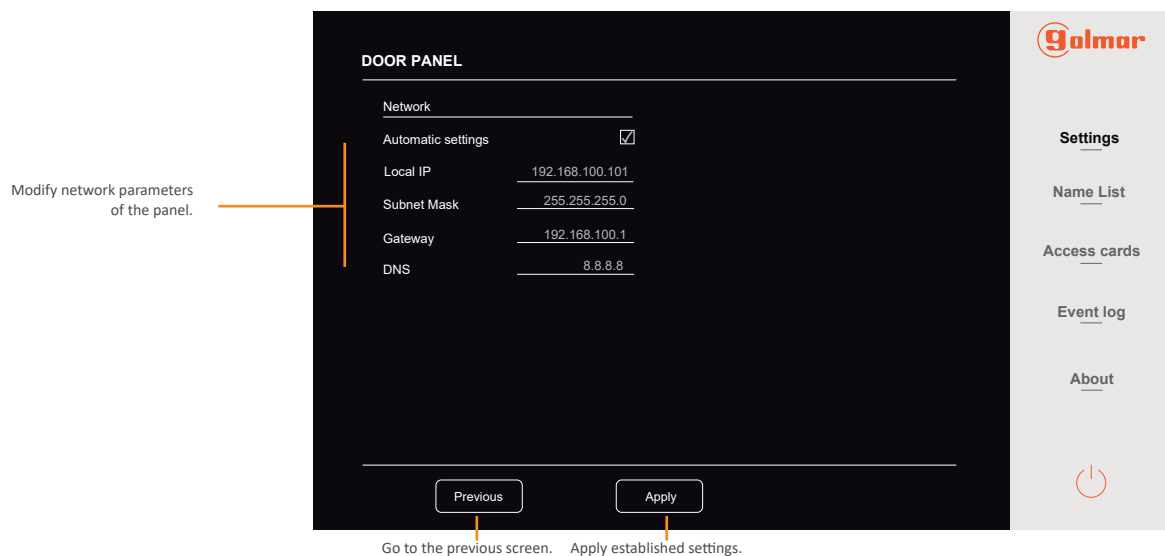 golmar
DOOR PANEL
Network
Automatic settings
Local IP 192.168.100.101
Subnet Mask 255.255.255.0
Gateway 192.168.100.1
DNS 8.8.8.8
Modify network parameters
of the panel.
Settings
Name List
Access cards
Event log
About
Previous Apply
Go to the previous screen. Apply established settings.